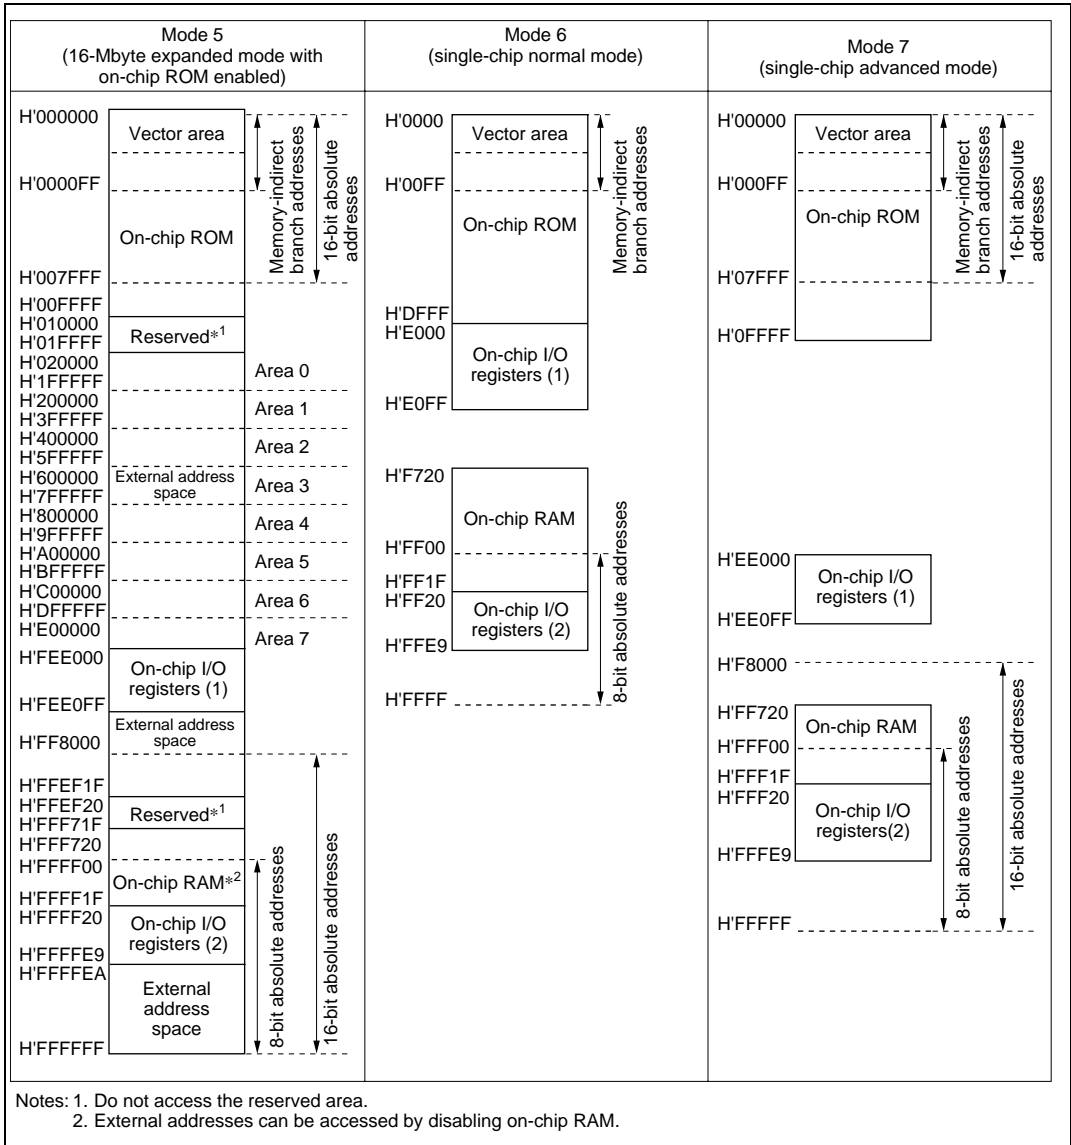 Mode 5
(16-Mbyte expanded mode with
on-chip ROM enabled)
H'000000
Vector area
H'0000FF
On-chip ROM
H'007FFF
H'00FFFF
H'010000
Reserved*1
H'01FFFF
H'020000
Area 0
H'1FFFFF
H'200000
Area 1
H'3FFFFF
H'400000
Area 2
H'5FFFFF
H'600000
External address
space
Area 3
H'7FFFFF
H'800000
Area 4
H'9FFFFF
H'A00000
Area 5
H'BFFFFF
H'C00000
Area 6
H'DFFFFF
H'E00000
Area 7
H'FEE000
On-chip I/O
registers (1)
H'FEE0FF
External address
space
H'FF8000
H'FFEF1F
H'FFEF20
Reserved*1
H'FFF71F
H'FFF720
H'FFFF00
On-chip RAM*2
H'FFFF1F
H'FFFF20
On-chip I/O
registers (2)
H'FFFFE9
H'FFFFEA
External
address
space
H'FFFFFF
Memory-indirect
branch addresses
16-bit absolute
addresses
8-bit absolute addresses
16-bit absolute addresses
Mode 6
(single-chip normal mode)
H'0000
Vector area
H'00FF
On-chip ROM
H'DFFF
H'E000
On-chip I/O
registers (1)
H'E0FF
H'F720
On-chip RAM
H'FF00
H'FF1F
H'FF20
On-chip I/O
registers (2)
H'FFE9
H'FFFF
Memory-indirect
branch addresses
8-bit absolute addresses
Mode 7
(single-chip advanced mode)
H'00000
Vector area
H'000FF
On-chip ROM
H'07FFF
H'0FFFF
H'EE000
On-chip I/O
registers (1)
H'EE0FF
H'F8000
H'FF720
On-chip RAM
H'FFF00
H'FFF1F
H'FFF20
On-chip I/O
registers(2)
H'FFFE9
H'FFFFF
Memory-indirect
branch addresses
16-bit absolute
addresses
8-bit absolute addresses
16-bit absolute addresses
Notes: 1. Do not access the reserved area.
2. External addresses can be accessed by disabling on-chip RAM.